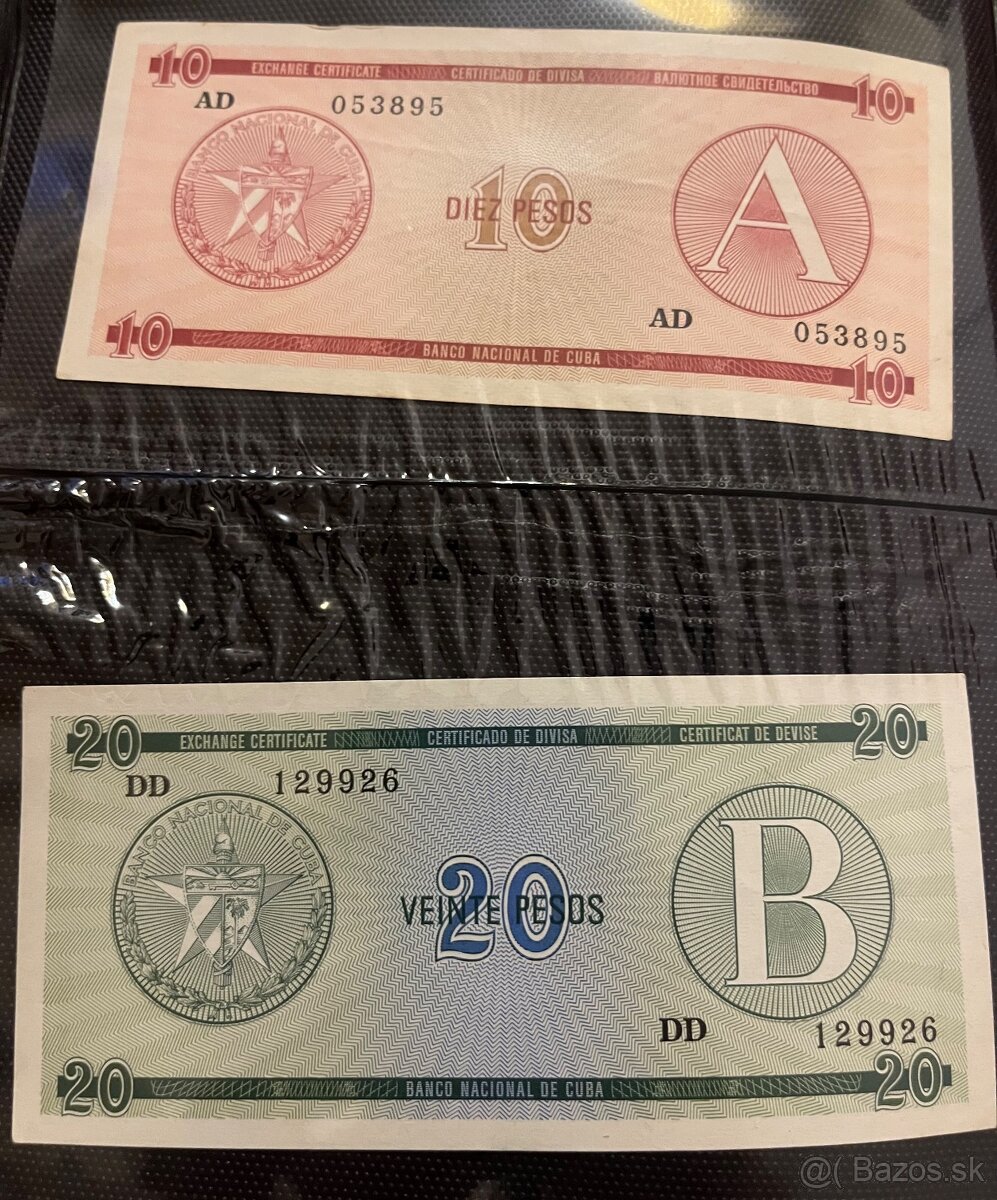 10 EXCHANGE CERTIFICATE CERTIFICADO DE DIVISA ВАЛЮТНОЕ СВИДЕТЕЛЬСТВО 10
AD 053895
BANCO NACIONAL DE CUBA
10
DIEZ PESOS
A
AD 053895
10 BANCO NACIONAL DE CUBA 10
20 EXCHANGE CERTIFICATE CERTIFICADO DE DIVISA CERTIFICAT DE DEVISE 20
DD 129926
BANCO NACIONAL DE CUBA
20
VEINTE PESOS
B
DD 129926
20 BANCO NACIONAL DE CUBA 20
@( Bazos.sk